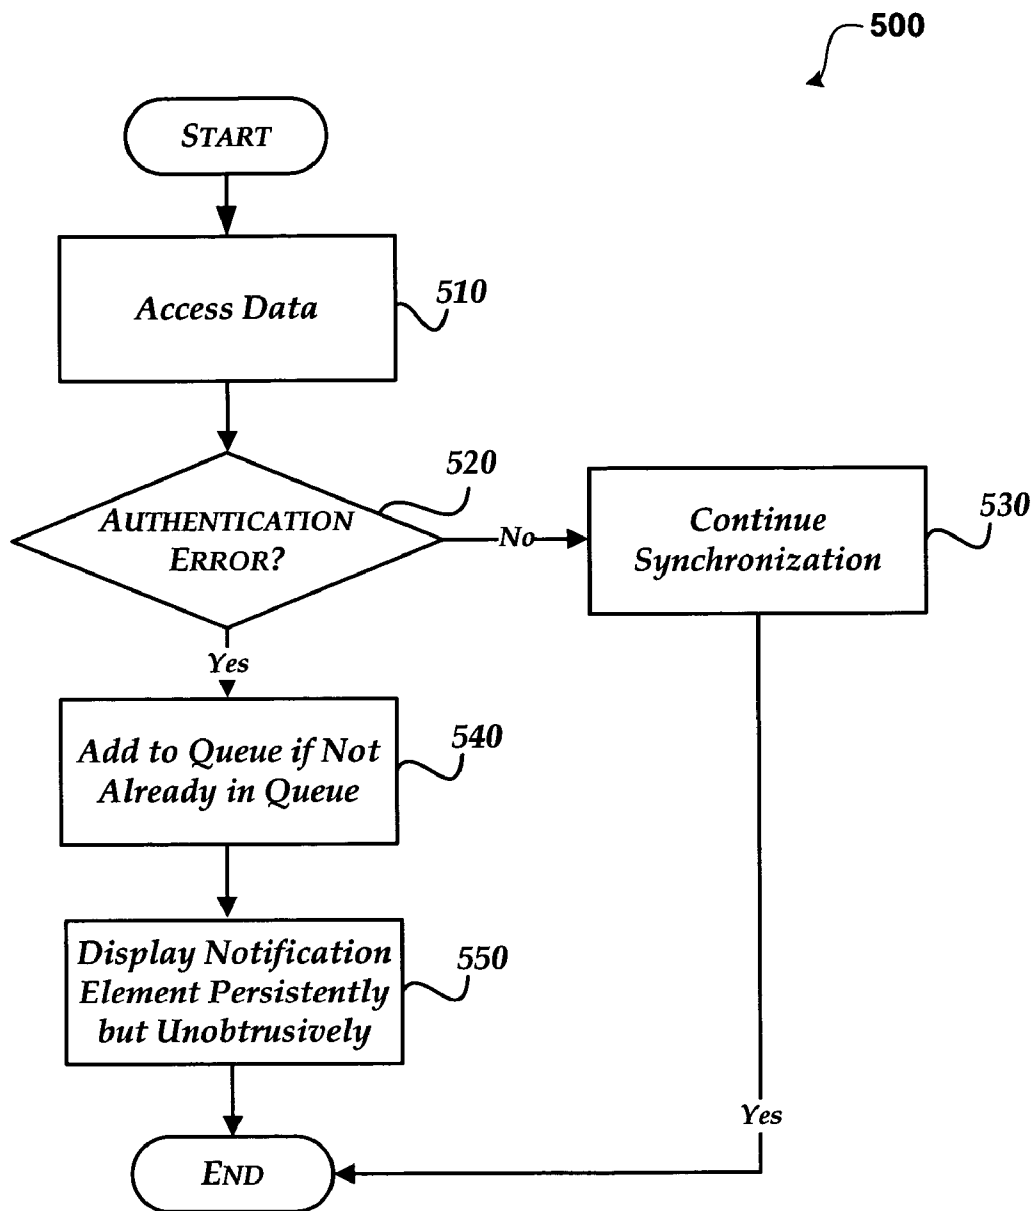 500
START
Access Data
510
520
AUTHENTICATION
ERROR?
No
Continue
Synchronization
530
Yes
Add to Queue if Not
Already in Queue
540
Display Notification
Element Persistently
but Unobtrusively
550
Yes
END